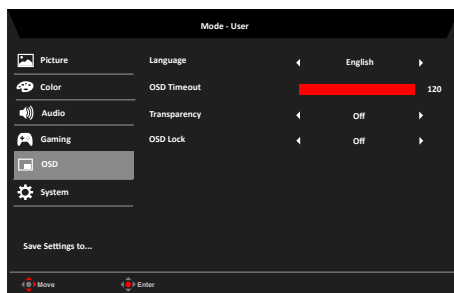 Mode - User
Picture
Language
English
Color
OSD Timeout
120
Audio
Transparency
Off
Gaming
OSD Lock
Off
OSD
System
Save Settings to...
Move
Enter